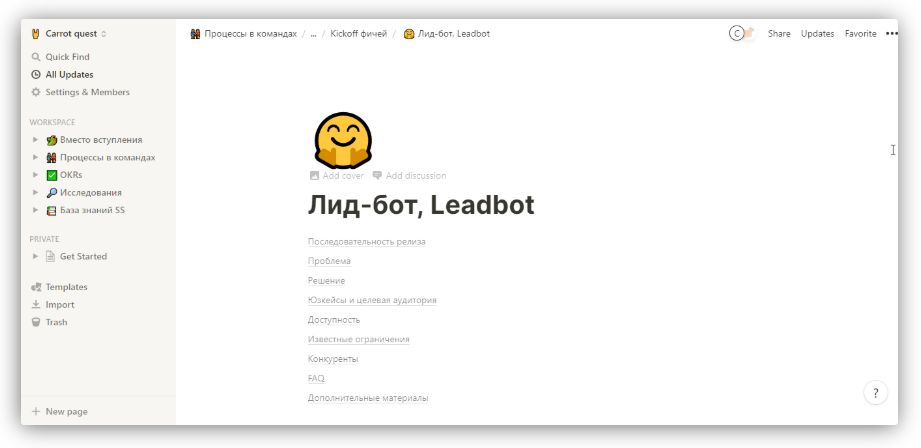 Carrot quest
Quick Find
All Updates
Settings & Members
WORKSPACE
Вместо вступления
Процессы в командах
OKRs
Исследования
База знаний SS
PRIVATE
Get Started
Templates
Import
Trash
New page
Процессы в командах / ... / Kickoff фичей / Лид-бот. Leadbot
C
Share Updates Favorite •••
Add cover Add discussion
Лид-бот, Leadbot
Последовательность релиза
Проблема
Решение
Юзкейсы и целевая аудитория
Доступность
Известные ограничения
Конкуренты
FAQ
Дополнительные материалы
?